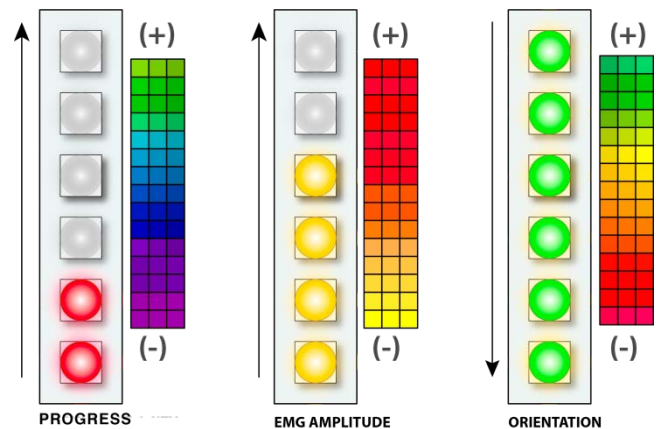 (+) (+) (+)
(-) (-) (-)
PROGRESS EMG AMPLITUDE ORIENTATION